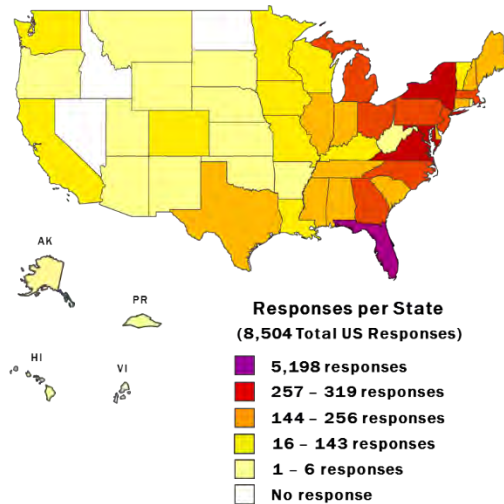 AK
PR
HI
VI
Responses per State
(8,504 Total US Responses)
5,198 responses
257 – 319 responses
144 – 256 responses
16 – 143 responses
1 – 6 responses
No response